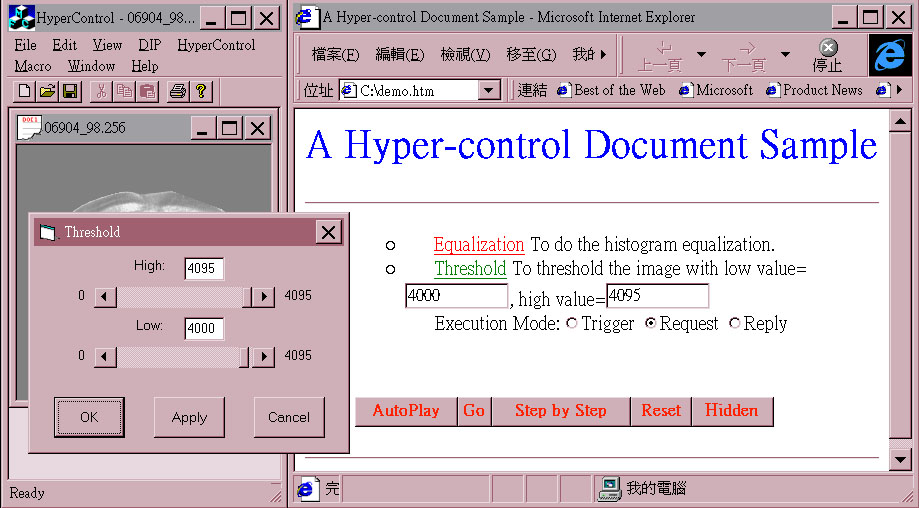 HyperControl - 06904_98...
File Edit View DIP HyperControl
Macro Window Help
06904_98.256
Threshold
High: 4095
0 4095
Low: 4000
0 4095
OK Apply Cancel
Ready
A Hyper-control Document Sample - Microsoft Internet Explorer
檔案(F) 編輯(E) 檢視(V) 移至(G) 我的
上一頁 下一頁 停止
位址 C:\demo.htm 連結 Best of the Web Microsoft Product News
A Hyper-control Document Sample
Equalization To do the histogram equalization.
Threshold To threshold the image with low value=
4000 , high value= 4095
Execution Mode: Trigger Request Reply
AutoPlay Go Step by Step Reset Hidden
完 我的電腦